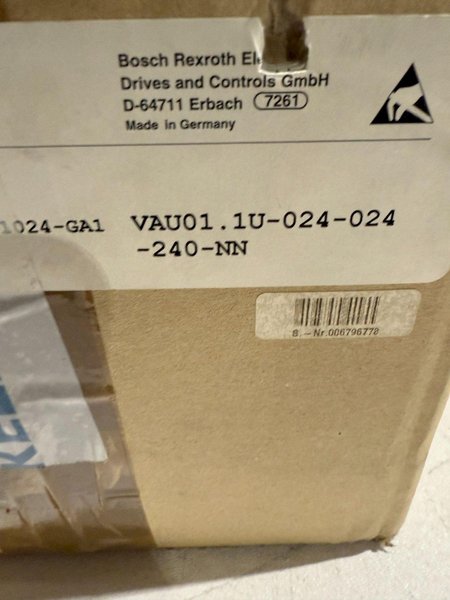 Bosch Rexroth
Drives and Controls GmbH
D-64711 Erbach 7261
Made in Germany
1024-GA1 VAU01.1U-024-024
-240-NN
S.-Nr.006796778